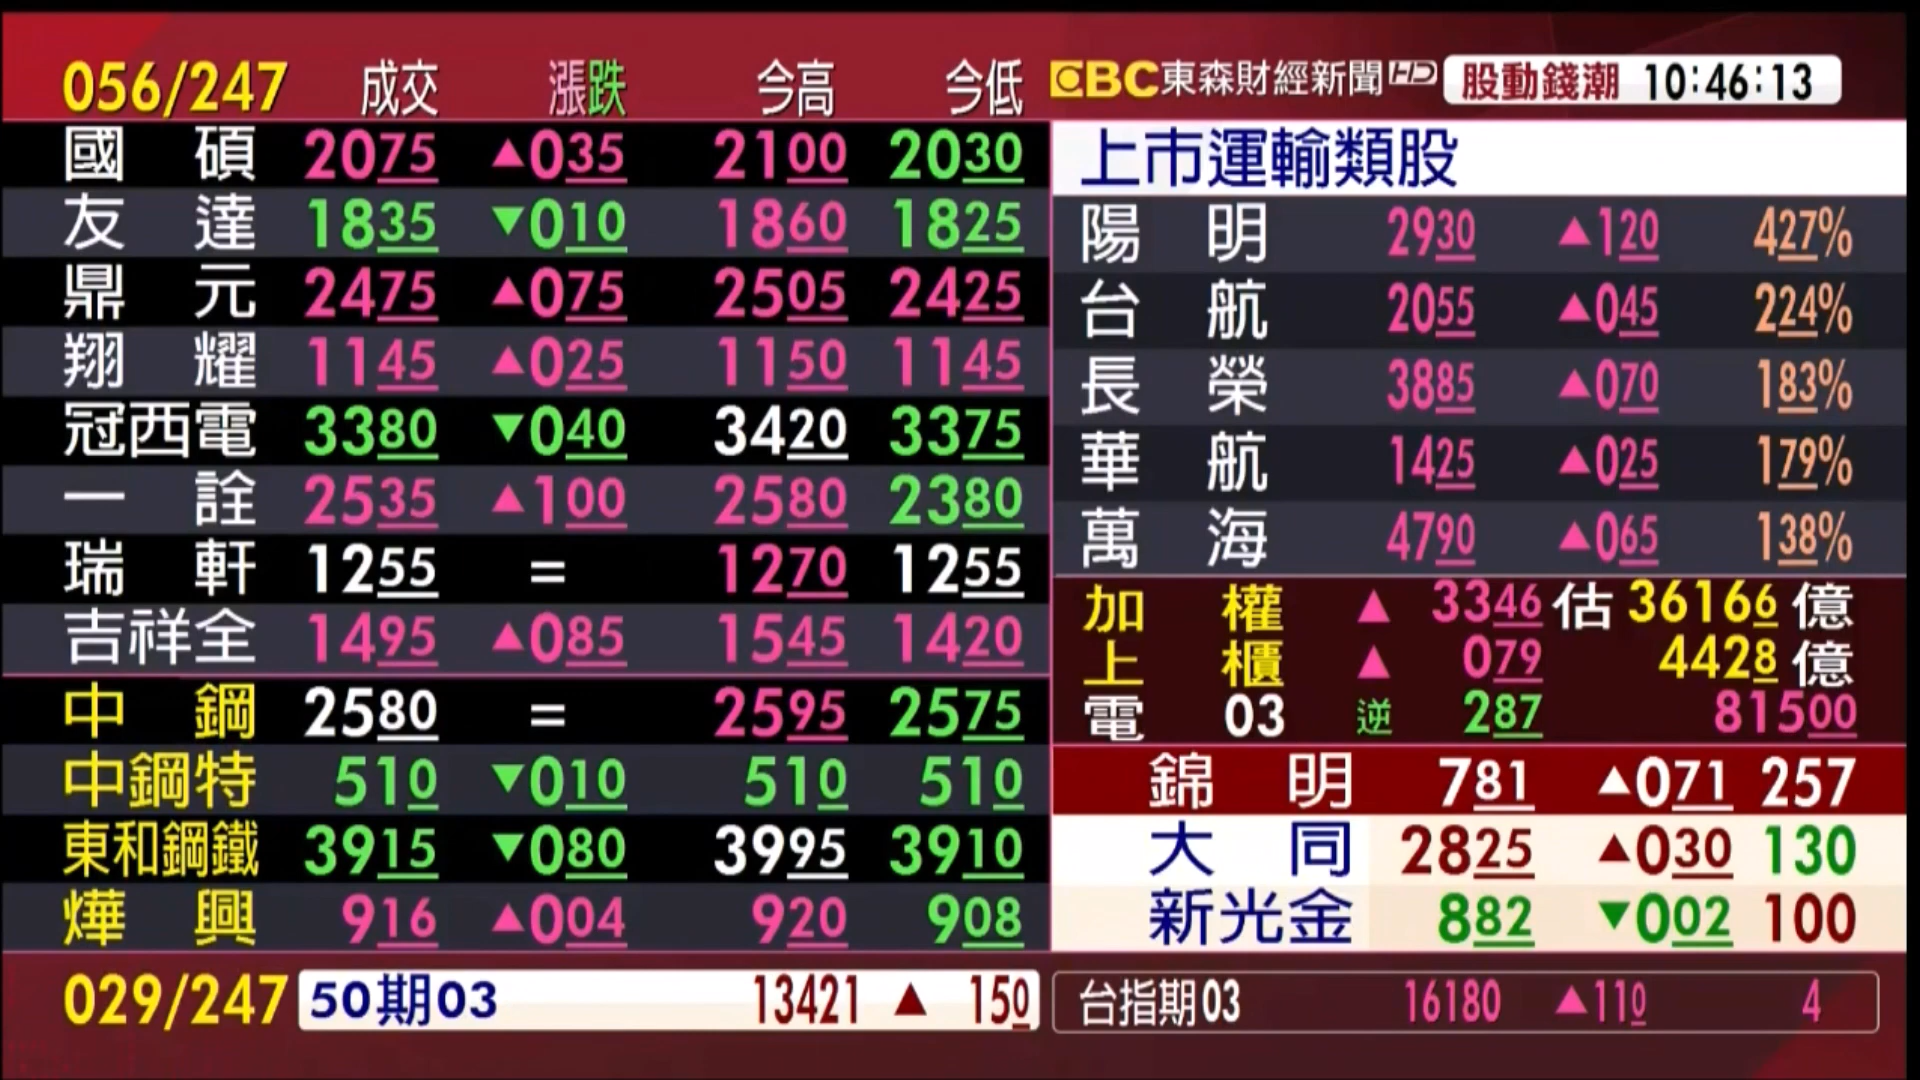 056/247 成交 漲跌 今高 今低
國碩 2075 ▲035 2100 2030
友達 1835 ▼010 1860 1825
鼎元 2475 ▲075 2505 2425
翔耀 1145 ▲025 1150 1145
冠西電 3380 ▼040 3420 3375
一詮 2535 ▲100 2580 2380
瑞軒 1255 = 1270 1255
吉祥全 1495 ▲085 1545 1420
中鋼 2580 = 2595 2575
中鋼特 510 ▼010 510 510
東和鋼鐵 3915 ▼080 3995 3910
燁興 916 ▲004 920 908
EBC東森財經新聞HD 股動錢潮 10:46:13
上市運輸類股
陽明 2930 ▲120 427%
台航 2055 ▲045 224%
長榮 3885 ▲070 183%
華航 1425 ▲025 179%
萬海 4790 ▲065 138%
加權 ▲ 3346 估 36166 億
上櫃 ▲ 079 4428 億
電 03 逆 287 81500
錦明 781 ▲071 257
大同 2825 ▲030 130
新光金 882 ▼002 100
029/247 50期03 13421 ▲ 150
台指期03 16180 ▲110 4